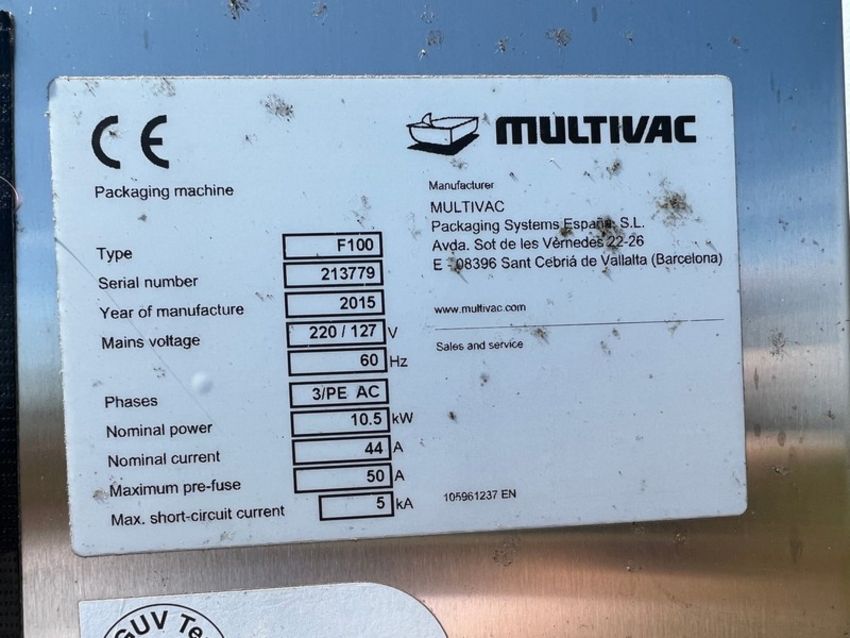 CE
MULTIVAC
Packaging machine
Type F100
Serial number 213779
Year of manufacture 2015
Mains voltage 220 / 127 V
60 Hz
Phases 3/PE AC
Nominal power 10.5 kW
Nominal current 44 A
Maximum pre-fuse 50 A
Max. short-circuit current 5 kA
Manufacturer
MULTIVAC
Packaging Systems España S.L.
Avda. Sot de les Vernedes 22-26
E - 08396 Sant Cebriá de Vallalta (Barcelona)
www.multivac.com
Sales and service
105961237 EN
GUV